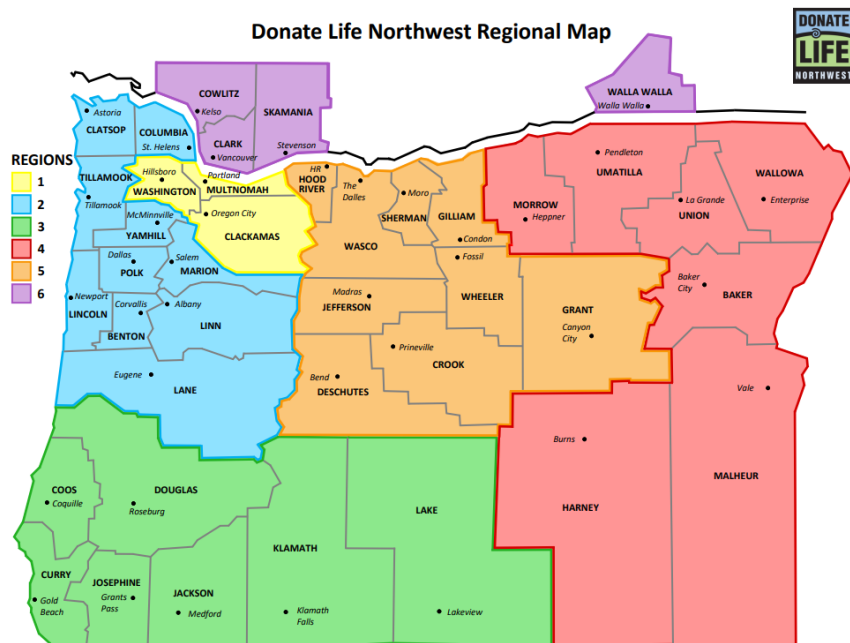 Donate Life Northwest Regional Map
DONATE
LIFE
NORTHWEST
COWLITZ
Kelso
SKAMANIA
CLARK
Vancouver
Stevenson
WALLA WALLA
Walla Walla
Astoria
CLATSOP
COLUMBIA
St. Helens
REGIONS
1
2
3
4
5
6
TILLAMOOK
Tillamook
Hillsboro
WASHINGTON
Portland
MULTNOMAH
Oregon City
CLACKAMAS
McMinnville
YAMHILL
Dallas
POLK
Salem
MARION
Newport
LINCOLN
Corvallis
BENTON
Albany
LINN
Eugene
LANE
HR
HOOD
RIVER
The
Dalles
Moro
SHERMAN
GILLIAM
Condon
WASCO
Fossil
WHEELER
Madras
JEFFERSON
Prineville
CROOK
Bend
DESCHUTES
GRANT
Canyon
City
MORROW
Heppner
Pendleton
UMATILLA
La Grande
UNION
WALLOWA
Enterprise
Baker
City
BAKER
Vale
MALHEUR
Burns
HARNEY
COOS
Coquille
DOUGLAS
Roseburg
CURRY
Gold
Beach
JOSEPHINE
Grants
Pass
JACKSON
Medford
KLAMATH
Klamath
Falls
LAKE
Lakeview